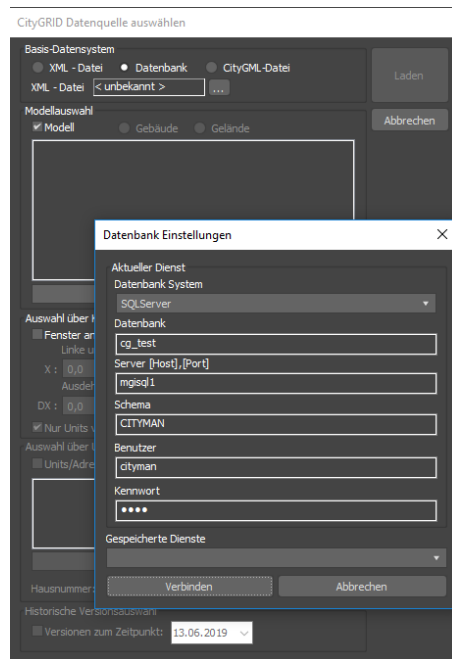 CityGRID Datenquelle auswählen
Basis-Datensystem
XML - Datei Datenbank CityGML-Datei
XML - Datei < unbekannt > ...
Laden
Modellauswahl
Modell Gebäude Gelände
Abbrechen
Datenbank Einstellungen
Aktueller Dienst
Datenbank System
SQLServer
Datenbank
cg_test
Server [Host],[Port]
mgisql1
Schema
CITYMAN
Benutzer
cityman
Kennwort
••••
Gespeicherte Dienste
Verbinden Abbrechen
Auswahl über
Fenster
Linke
X : 0,0
DX : 0,0
Nur Units
Auswahl über
Units/Adre
Hausnummer:
Historische Versionsauswahl
Versionen zum Zeitpunkt: 13.06.2019